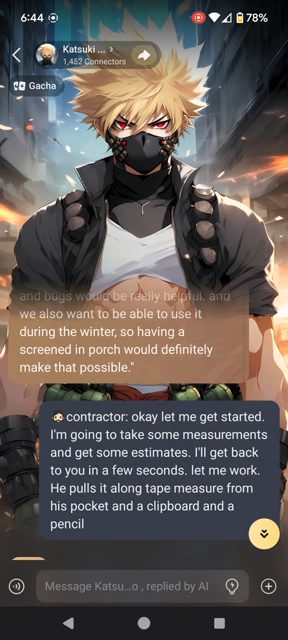 6:44
78%
Katsuki ... >
1,452 Connectors
Gacha
and bugs would be really helpful. and
we also want to be able to use it
during the winter, so having a
screened in porch would definitely
make that possible."
contractor: okay let me get started.
I'm going to take some measurements
and get some estimates. I'll get back
to you in a few seconds. let me work.
He pulls it along tape measure from
his pocket and a clipboard and a
pencil
Message Katsu...o , replied by AI